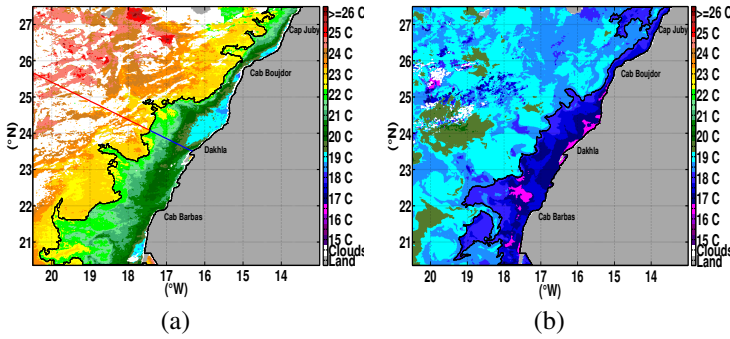 27
26
25
24
23
22
21
(°N)
20
19
18
17
16
15
14
(°W)
Cap Juby
Cab Boujdor
Dakhla
Cab Barbas
>=26 C
25 C
24 C
23 C
22 C
21 C
20 C
19 C
18 C
17 C
16 C
15 C
Clouds
Land
(a)
27
26
25
24
23
22
21
(°N)
20
19
18
17
16
15
14
(°W)
Cap Juby
Cab Boujdor
Dakhla
Cab Barbas
>=26 C
25 C
24 C
23 C
22 C
21 C
20 C
19 C
18 C
17 C
16 C
15 C
Clouds
Land
(b)